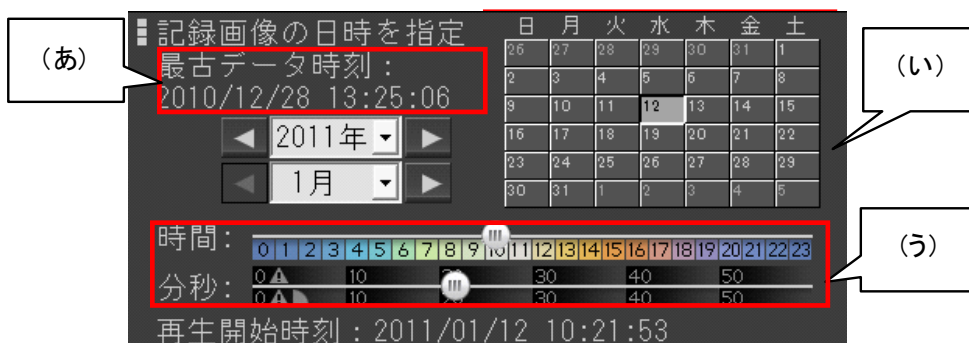 記録画像の日時を指定
最古データ時刻：
2010/12/28 13:25:06
(あ)
2011年
1月
日 月 火 水 木 金 土
26 27 28 29 30 31 1
2 3 4 5 6 7 8
9 10 11 12 13 14 15
16 17 18 19 20 21 22
23 24 25 26 27 28 29
30 31 1 2 3 4 5
(い)
時間：
0 1 2 3 4 5 6 7 8 9 10 11 12 13 14 15 16 17 18 19 20 21 22 23
分秒：
0 10 30 40 50
0 10 30 40 50
(う)
再生開始時刻：2011/01/12 10:21:53